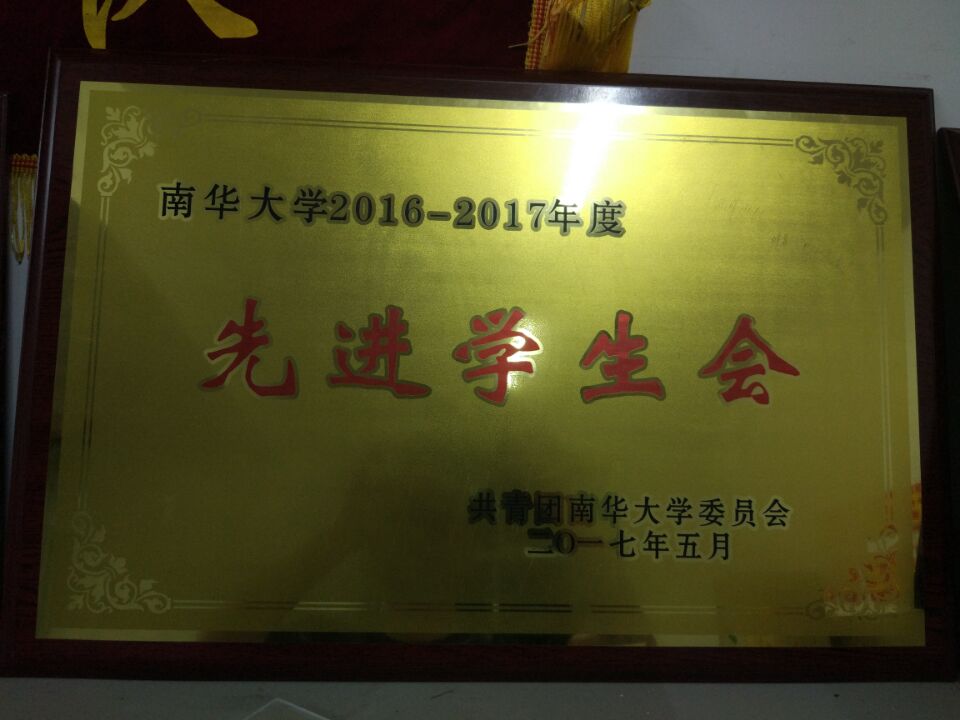 南华大学2016-2017年度
先进学生会
共青团南华大学委员会
二〇一七年五月